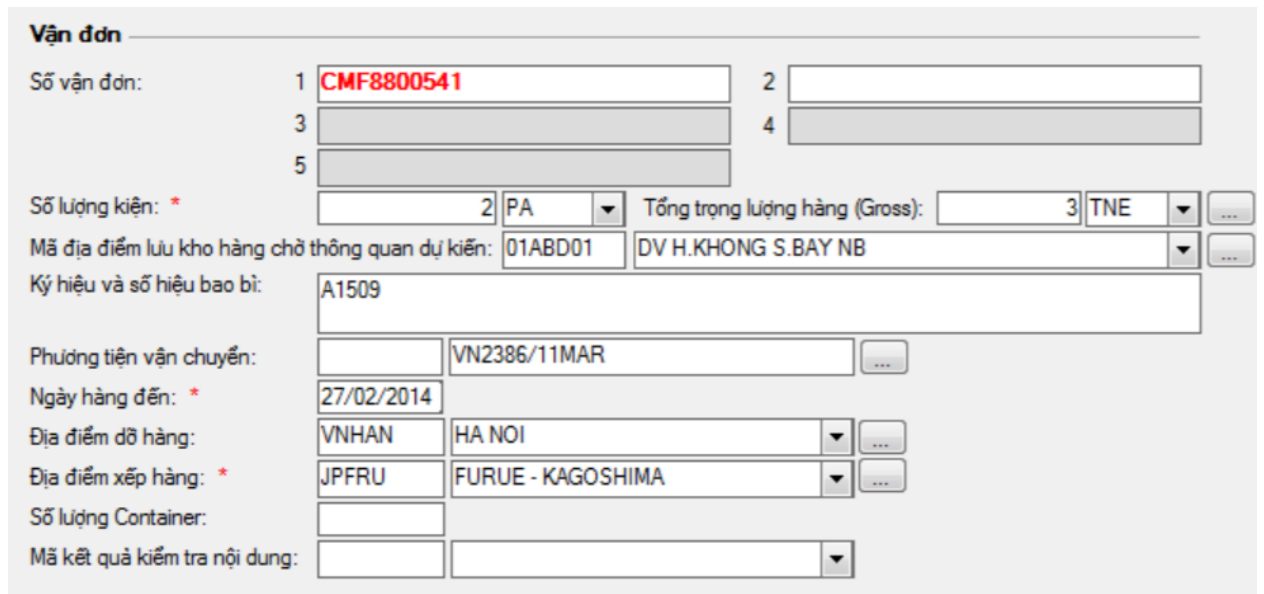 Vận đơn
Số vận đơn: 1 CMF8800541 2
3 4
5
Số lượng kiện: * 2 PA Tổng trọng lượng hàng (Gross): 3 TNE ...
Mã địa điểm lưu kho hàng chờ thông quan dự kiến: 01ABD01 DV H.KHONG S.BAY NB ...
Ký hiệu và số hiệu bao bì: A1509
Phương tiện vận chuyển: VN2386/11MAR ...
Ngày hàng đến: * 27/02/2014
Địa điểm dỡ hàng: VNHAN HA NOI ...
Địa điểm xếp hàng: * JPFRU FURUE - KAGOSHIMA ...
Số lượng Container:
Mã kết quả kiểm tra nội dung: